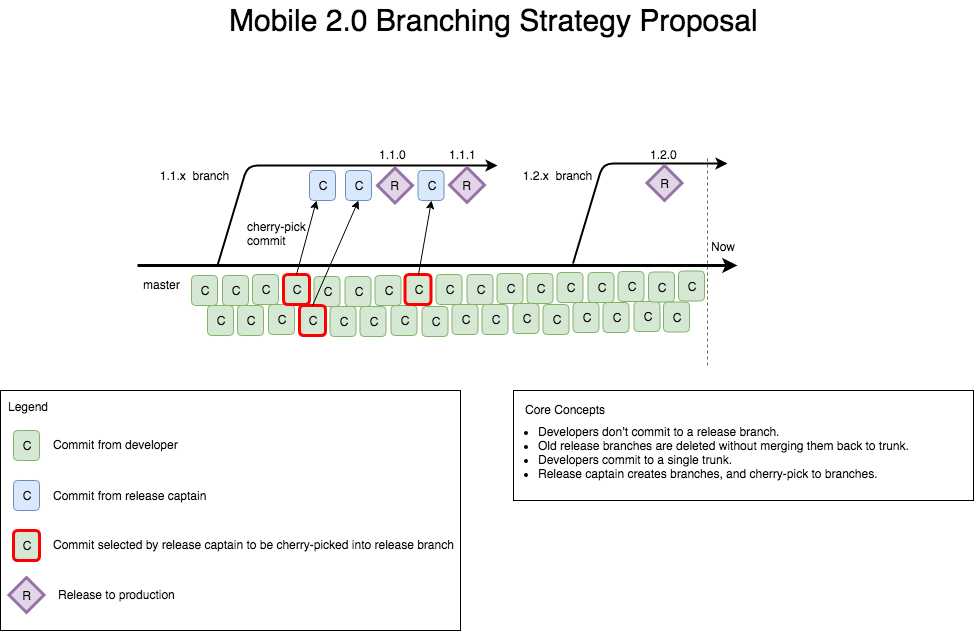 Mobile 2.0 Branching Strategy Proposal
1.1.0 1.1.1 1.2.0
1.1.x branch C C R C R 1.2.x branch R
cherry-pick
commit
Now
master C C C C C C C C C C C C C C C C C
C C C C C C C C C C C C C C C C
Legend
C Commit from developer
C Commit from release captain
C Commit selected by release captain to be cherry-picked into release branch
R Release to production
Core Concepts
• Developers don't commit to a release branch.
• Old release branches are deleted without merging them back to trunk.
• Developers commit to a single trunk.
• Release captain creates branches, and cherry-pick to branches.